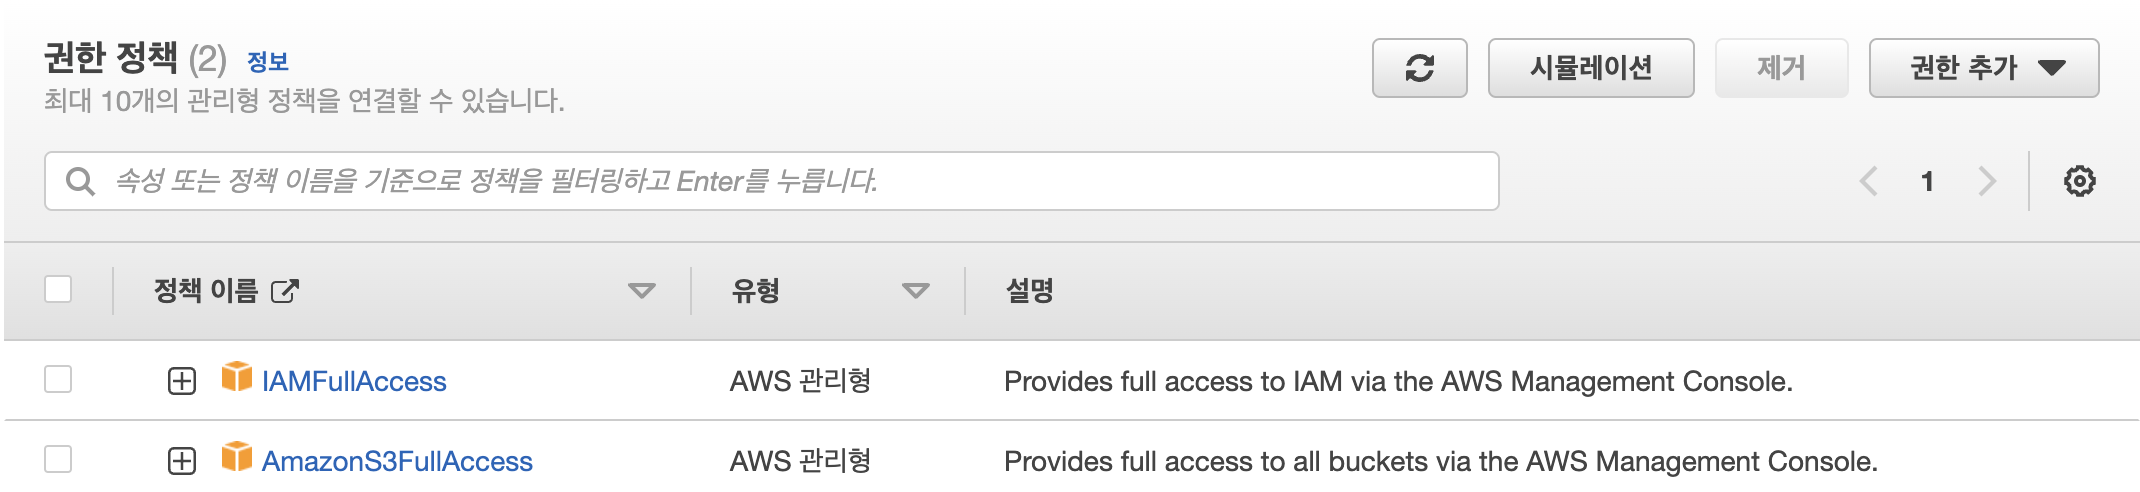 권한 정책 (2) 정보
최대 10개의 관리형 정책을 연결할 수 있습니다.
시뮬레이션 제거 권한 추가
속성 또는 정책 이름을 기준으로 정책을 필터링하고 Enter를 누릅니다.
1
정책 이름 유형 설명
IAMFullAccess AWS 관리형 Provides full access to IAM via the AWS Management Console.
AmazonS3FullAccess AWS 관리형 Provides full access to all buckets via the AWS Management Console.